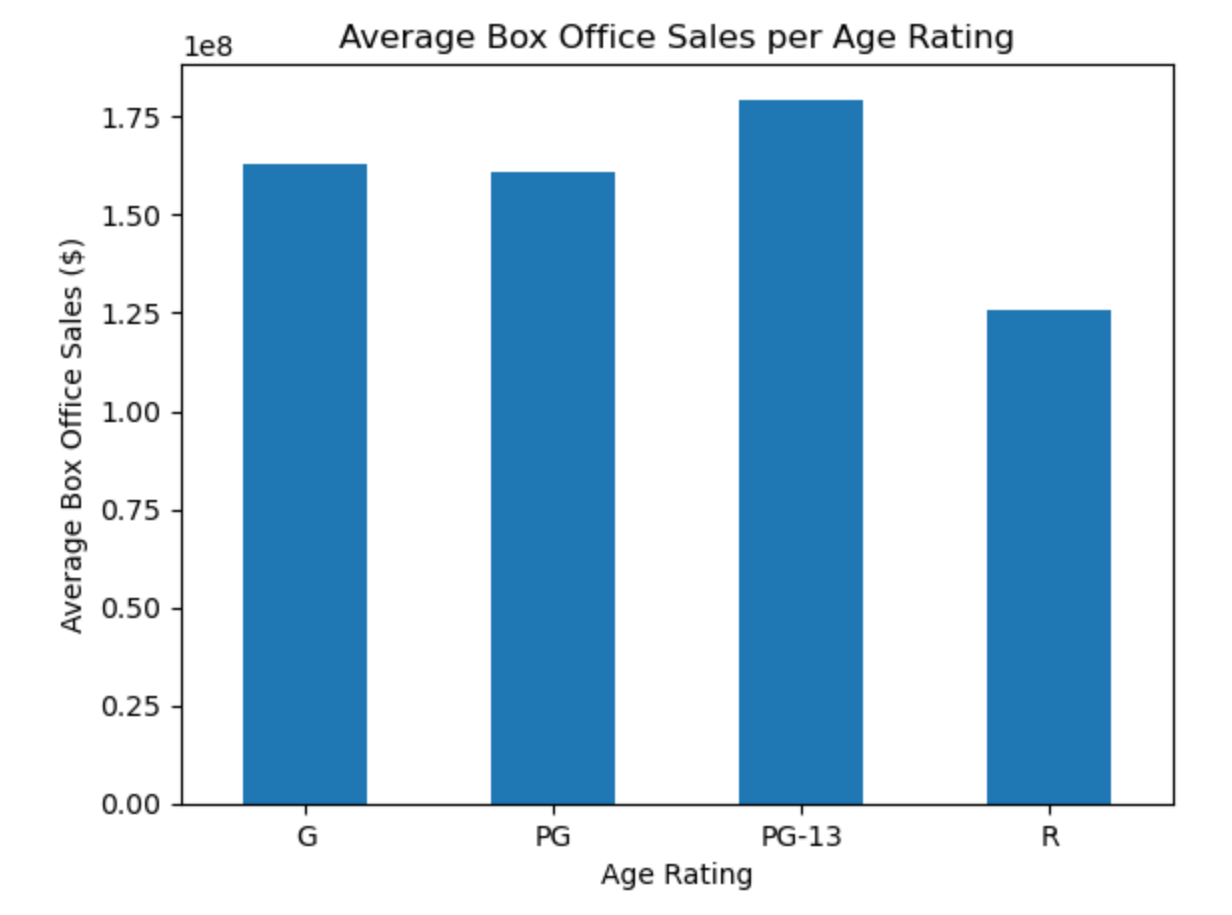 Average Box Office Sales per Age Rating
1e8
1.75
1.50
1.25
1.00
0.75
0.50
0.25
0.00
Average Box Office Sales ($)
G PG PG-13 R
Age Rating